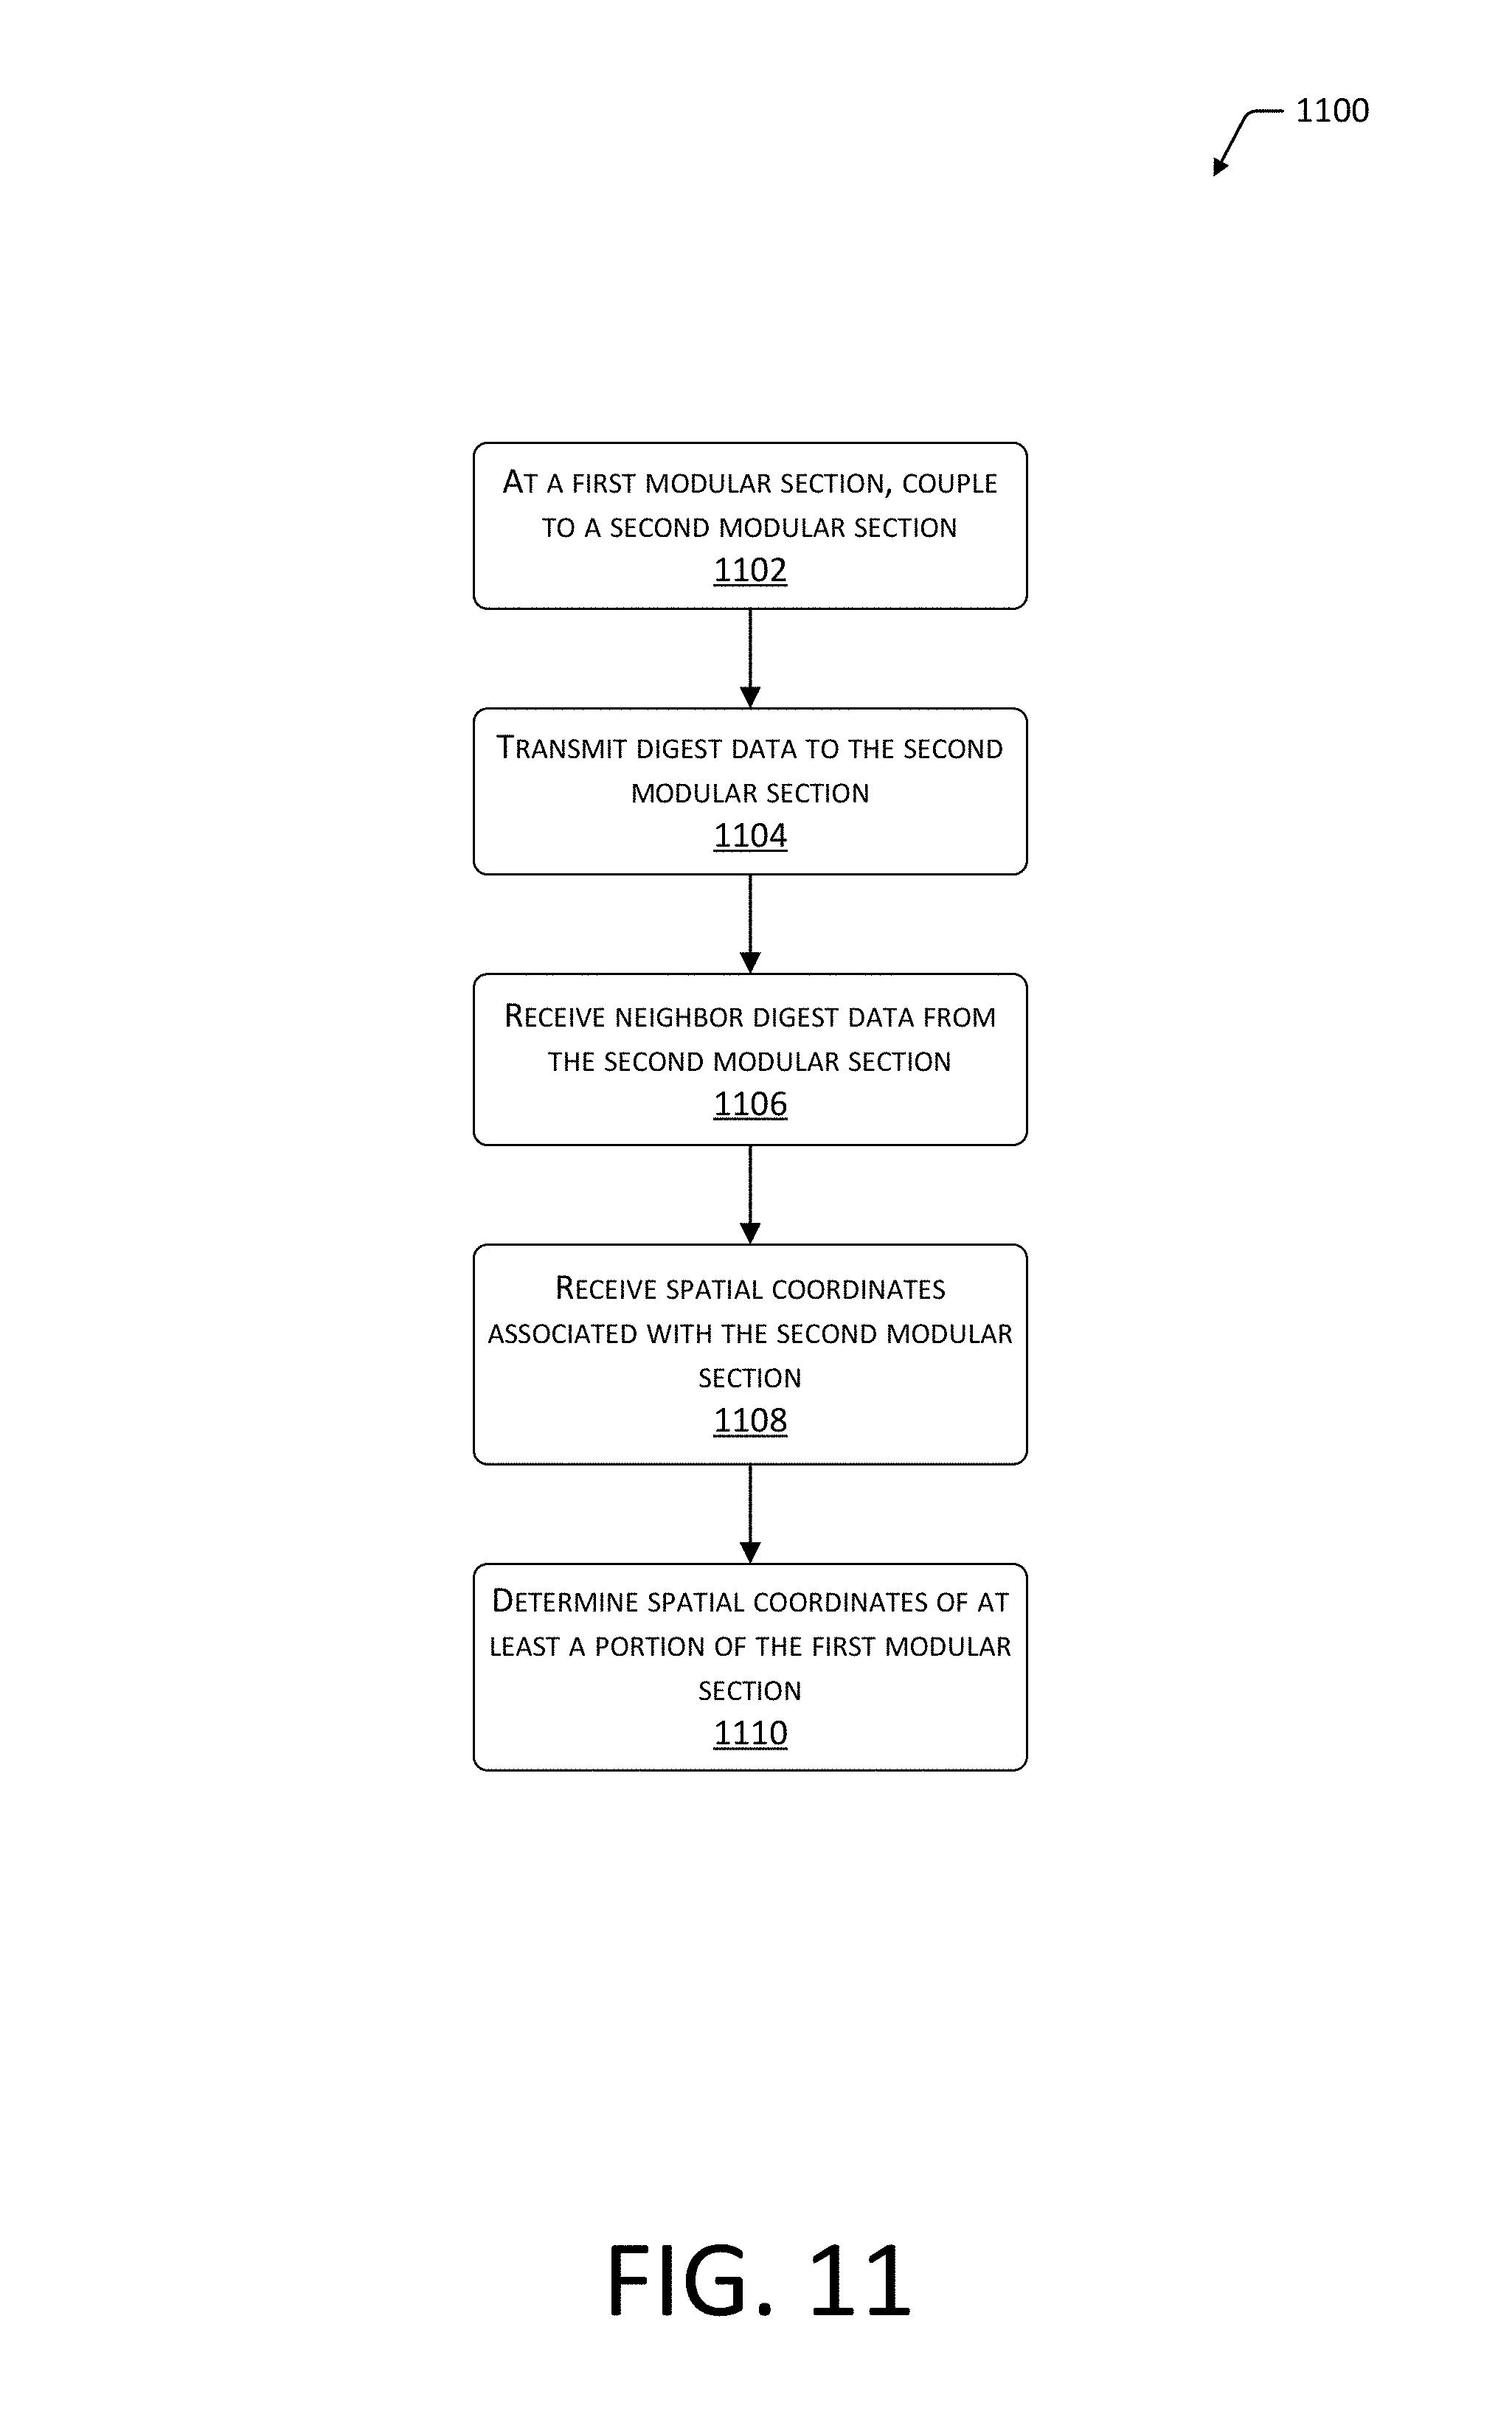 1100
At a first modular section, couple
to a second modular section
1102
Transmit digest data to the second
modular section
1104
Receive neighbor digest data from
the second modular section
1106
Receive spatial coordinates
associated with the second modular
section
1108
Determine spatial coordinates of at
least a portion of the first modular
section
1110
FIG. 11